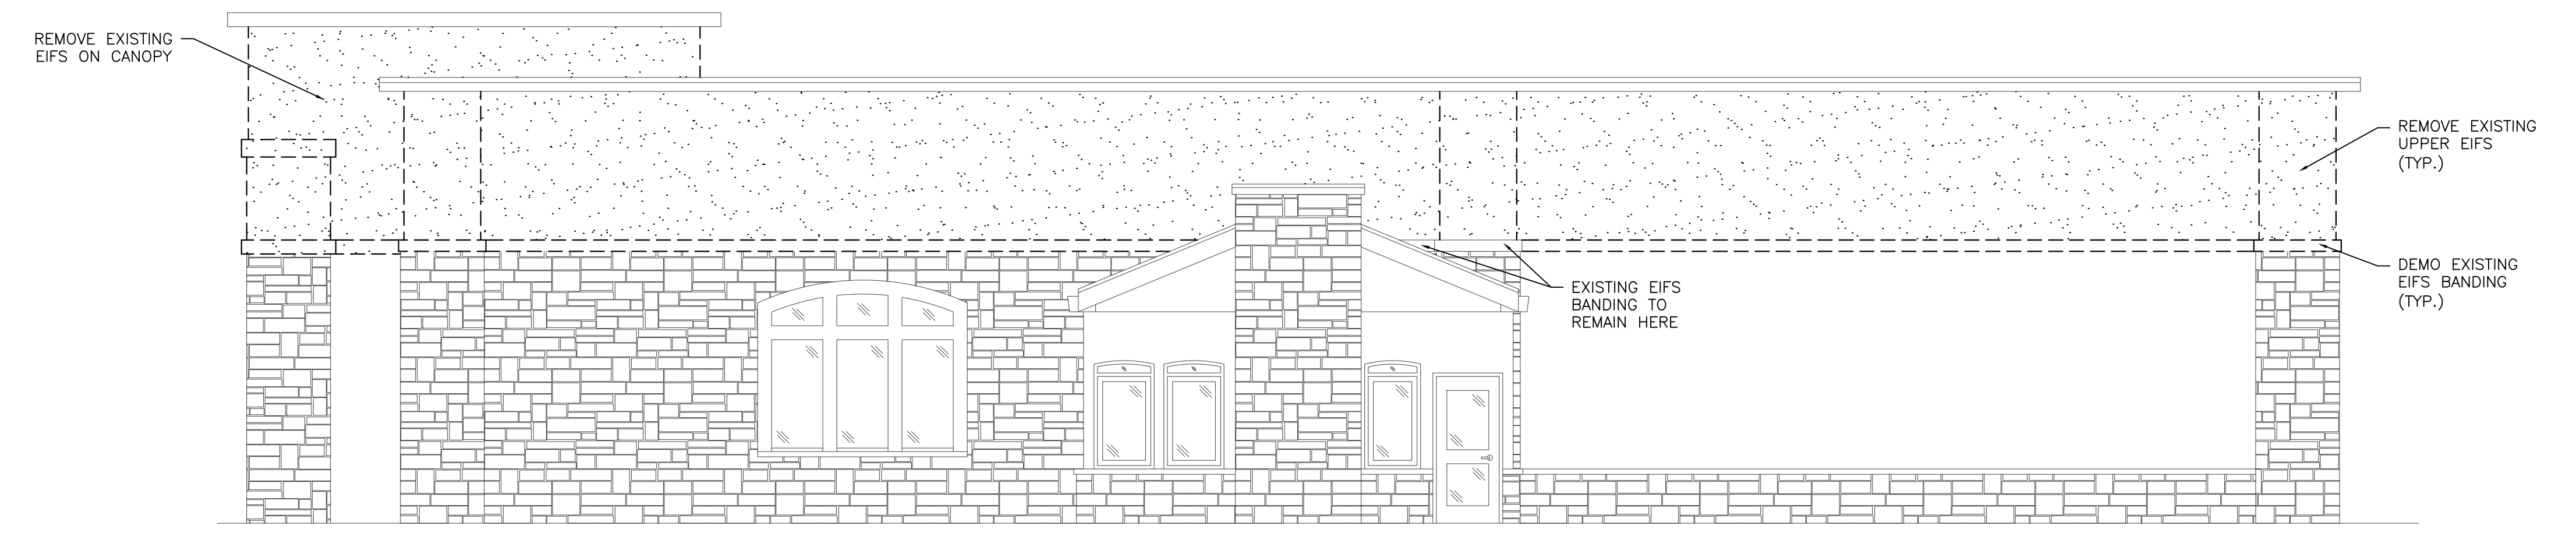 REMOVE EXISTING
EIFS ON CANOPY
REMOVE EXISTING
UPPER EIFS
(TYP.)
EXISTING EIFS
BANDING TO
REMAIN HERE
DEMO EXISTING
EIFS BANDING
(TYP.)